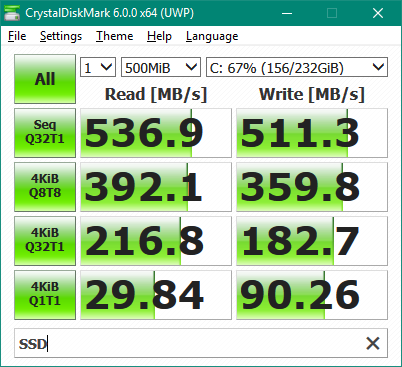 CrystalDiskMark 6.0.0 x64 (UWP)
File Settings Theme Help Language
All 1 500MiB C: 67% (156/232GiB)
Read [MB/s] Write [MB/s]
Seq
Q32T1 536.9 511.3
4KiB
Q8T8 392.1 359.8
4KiB
Q32T1 216.8 182.7
4KiB
Q1T1 29.84 90.26
SSD